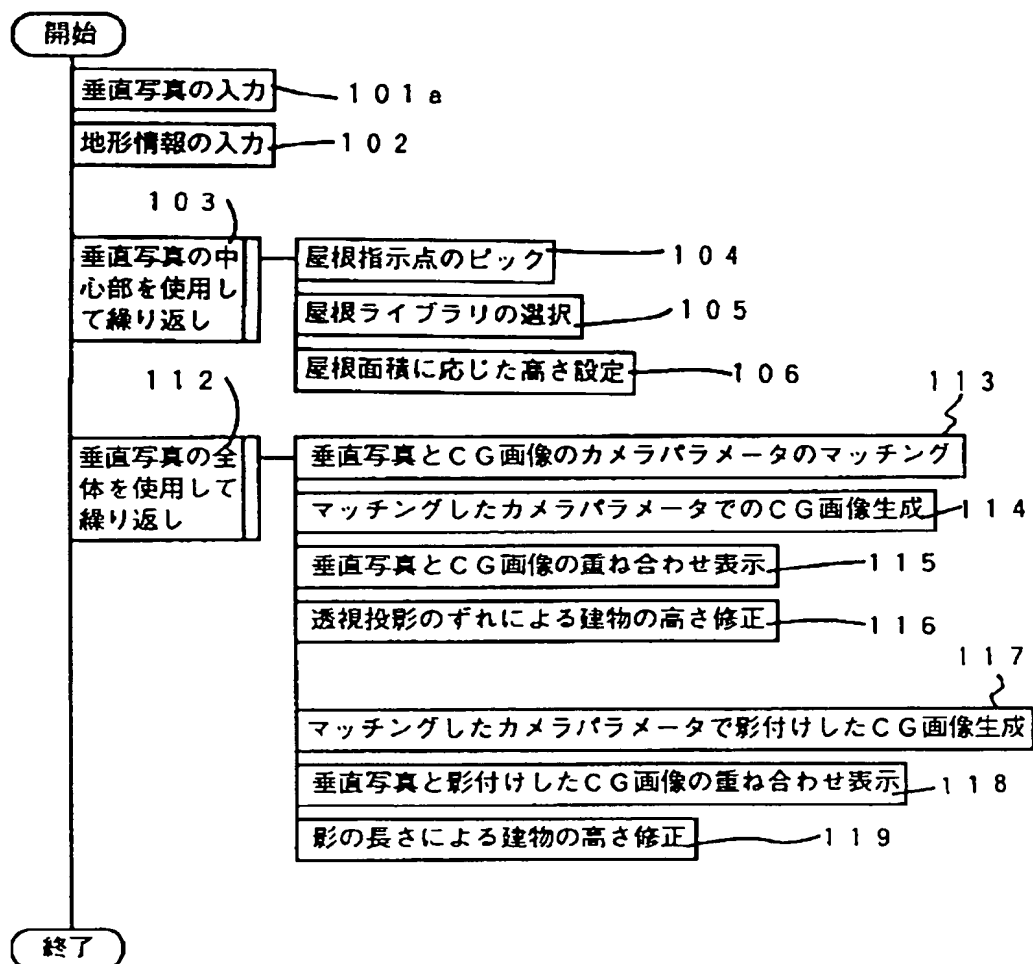 開始
垂直写真の入力
101a
地形情報の入力
102
103
垂直写真の中
心部を使用し
て繰り返し
屋根指示点のピック
104
屋根ライブラリの選択
105
屋根面積に応じた高さ設定
106
112
垂直写真の全
体を使用して
繰り返し
113
垂直写真とCG画像のカメラパラメータのマッチング
マッチングしたカメラパラメータでのCG画像生成
114
垂直写真とCG画像の重ね合わせ表示
115
透視投影のずれによる建物の高さ修正
116
117
マッチングしたカメラパラメータで影付けしたCG画像生成
垂直写真と影付けしたCG画像の重ね合わせ表示
118
影の長さによる建物の高さ修正
119
終了